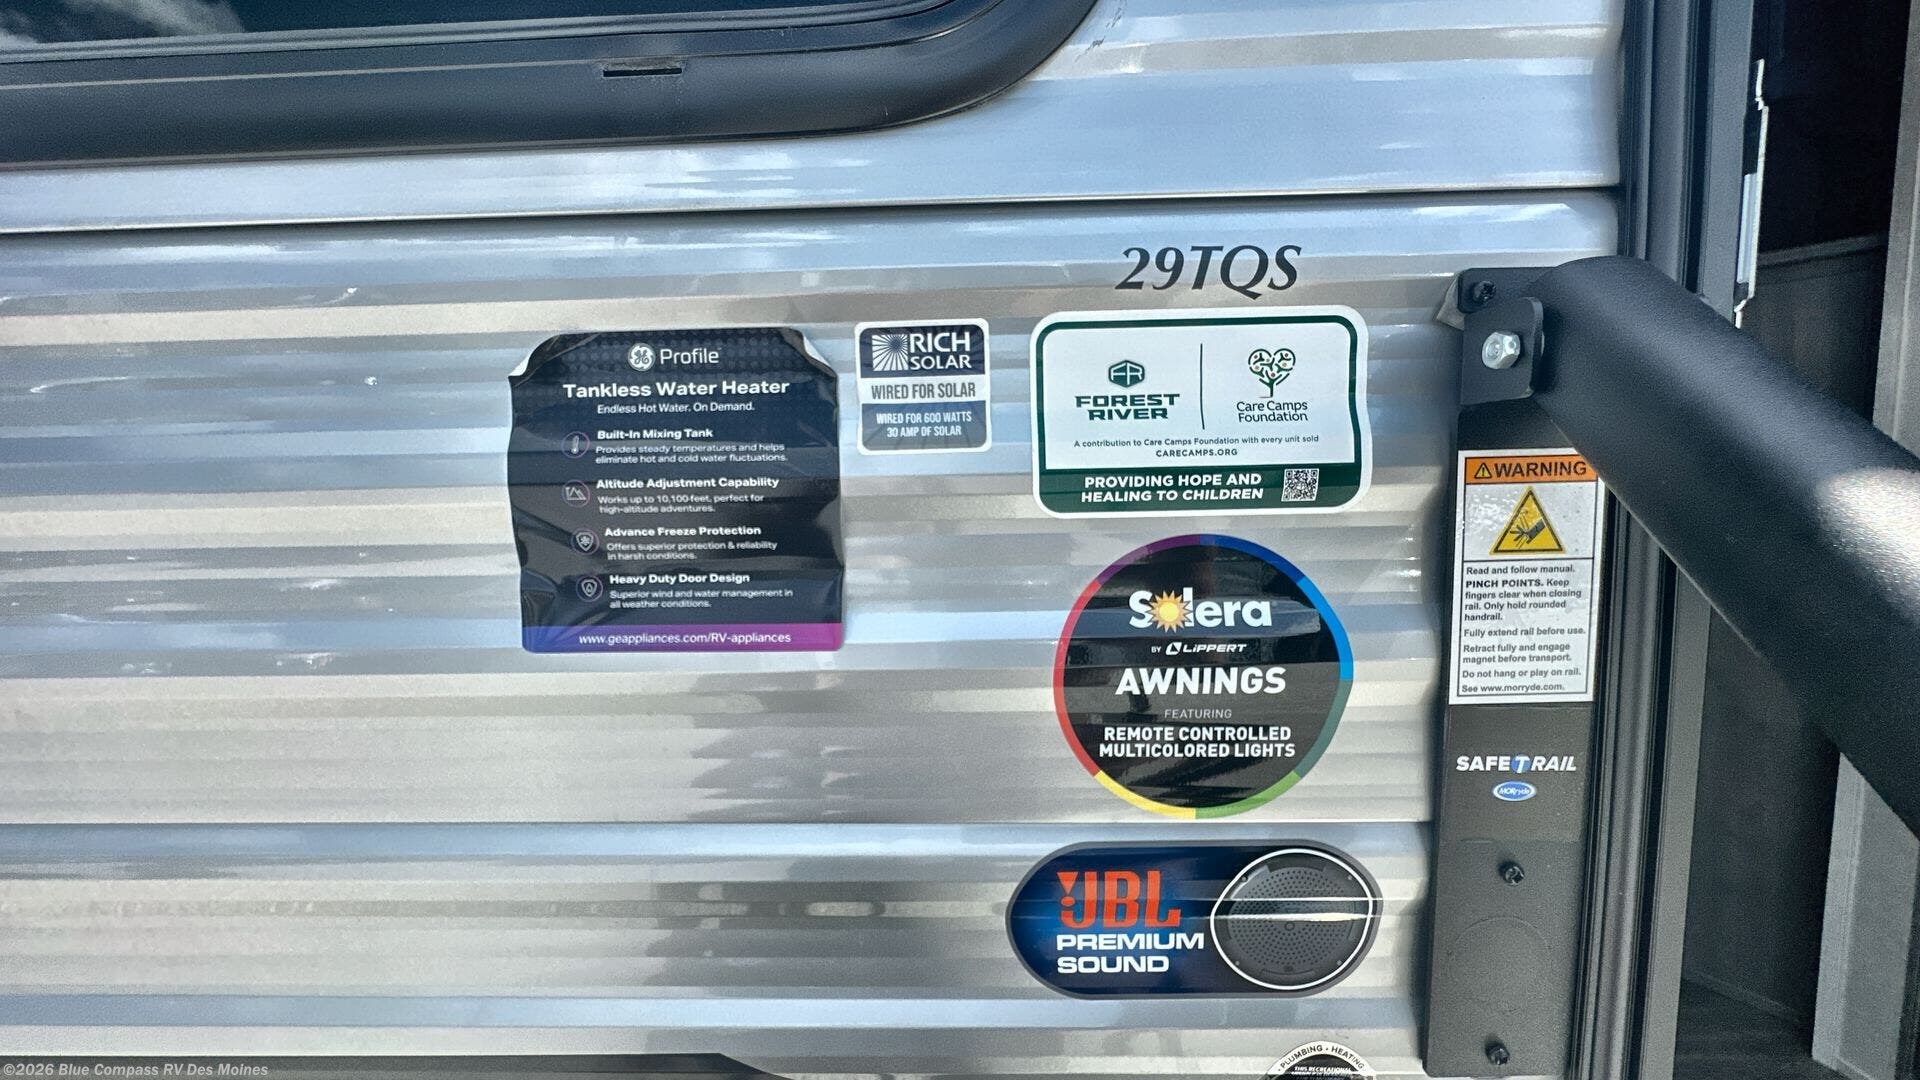 29TQS
GE Profile
Tankless Water Heater
Endless Hot Water. On Demand.
Built-In Mixing Tank
Provides steady temperatures and helps
eliminate hot and cold water fluctuations.
Altitude Adjustment Capability
Works up to 10,100 feet, perfect for
high-altitude adventures.
Advance Freeze Protection
Offers superior protection & reliability
in harsh conditions.
Heavy Duty Door Design
Superior wind and water management in
all weather conditions.
www.geappliances.com/RV-appliances
RICH
SOLAR
WIRED FOR SOLAR
WIRED FOR 600 WATTS
30 AMP OF SOLAR
FR
FOREST
RIVER
Care Camps
Foundation
A contribution to Care Camps Foundation with every unit sold
CARECAMPS.ORG
PROVIDING HOPE AND
HEALING TO CHILDREN
Solera
BY LIPPERT
AWNINGS
FEATURING
REMOTE CONTROLLED
MULTICOLORED LIGHTS
JBL
PREMIUM
SOUND
WARNING
Read and follow manual.
PINCH POINTS. Keep
fingers clear when closing
rail. Only hold rounded
handrail.
Fully extend rail before use.
Retract fully and engage
magnet before transport.
Do not hang or play on rail.
See www.morryde.com.
SAFE T RAIL
MORryde
PLUMBING • HEATING
THIS RECREATIONAL
©2026 Blue Compass RV Des Moines